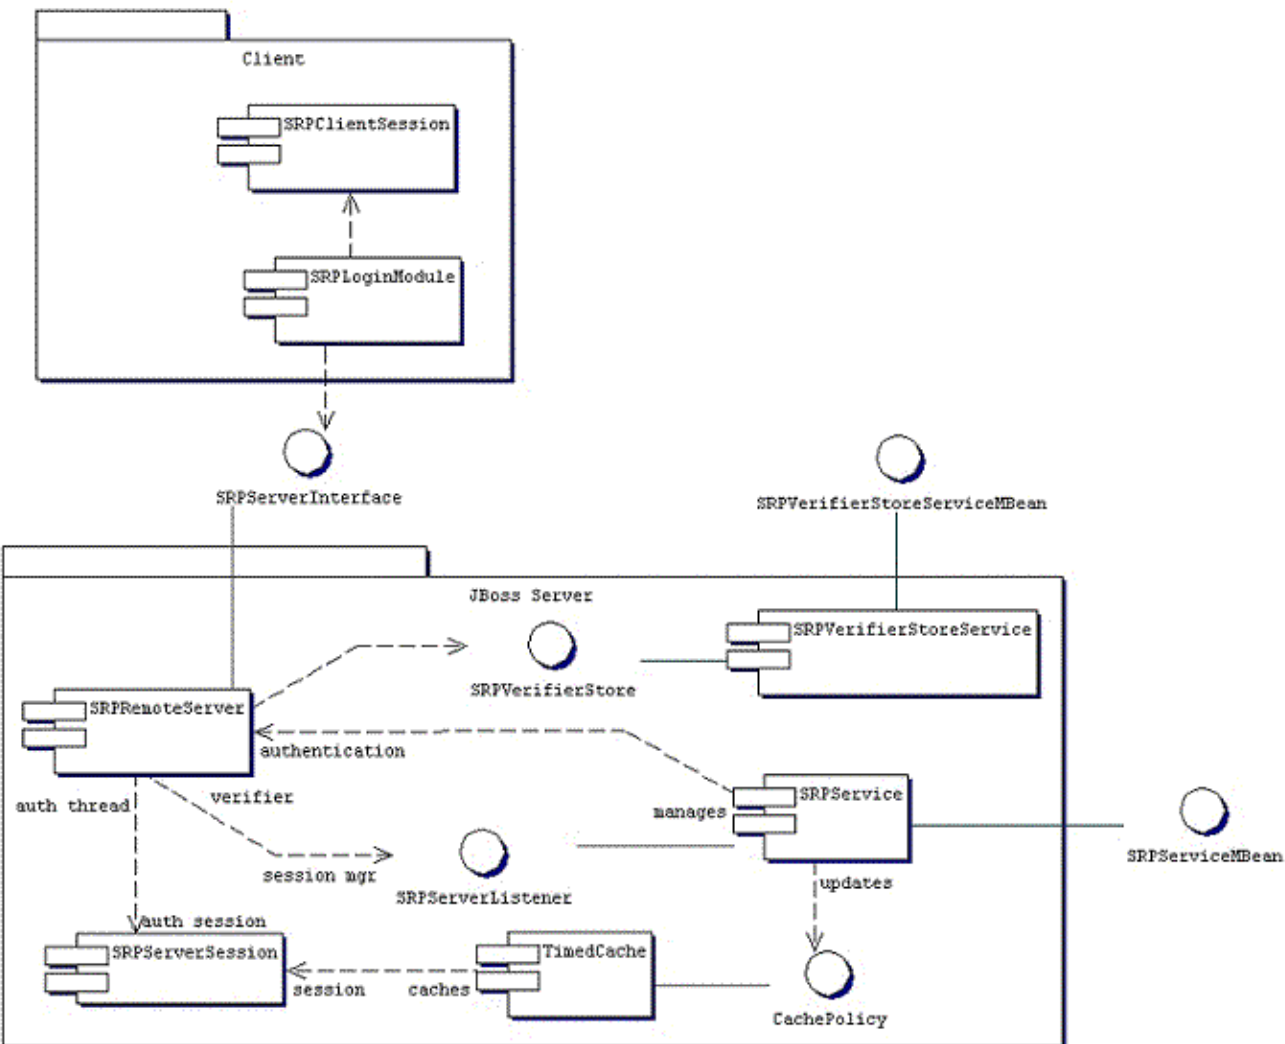 Client
SRPClientSession
SRPLoginModule
SRPServerInterface
SRPVerifierStoreServiceMBean
JBoss Server
SRPVerifierStoreService
SRPVerifierStore
SRPRemoteServer
authentication
auth thread
verifier
manages
SRPService
SRPServiceMBean
session mgr
SRPServerListener
updates
auth session
SRPServerSession
TimedCache
session
caches
CachePolicy